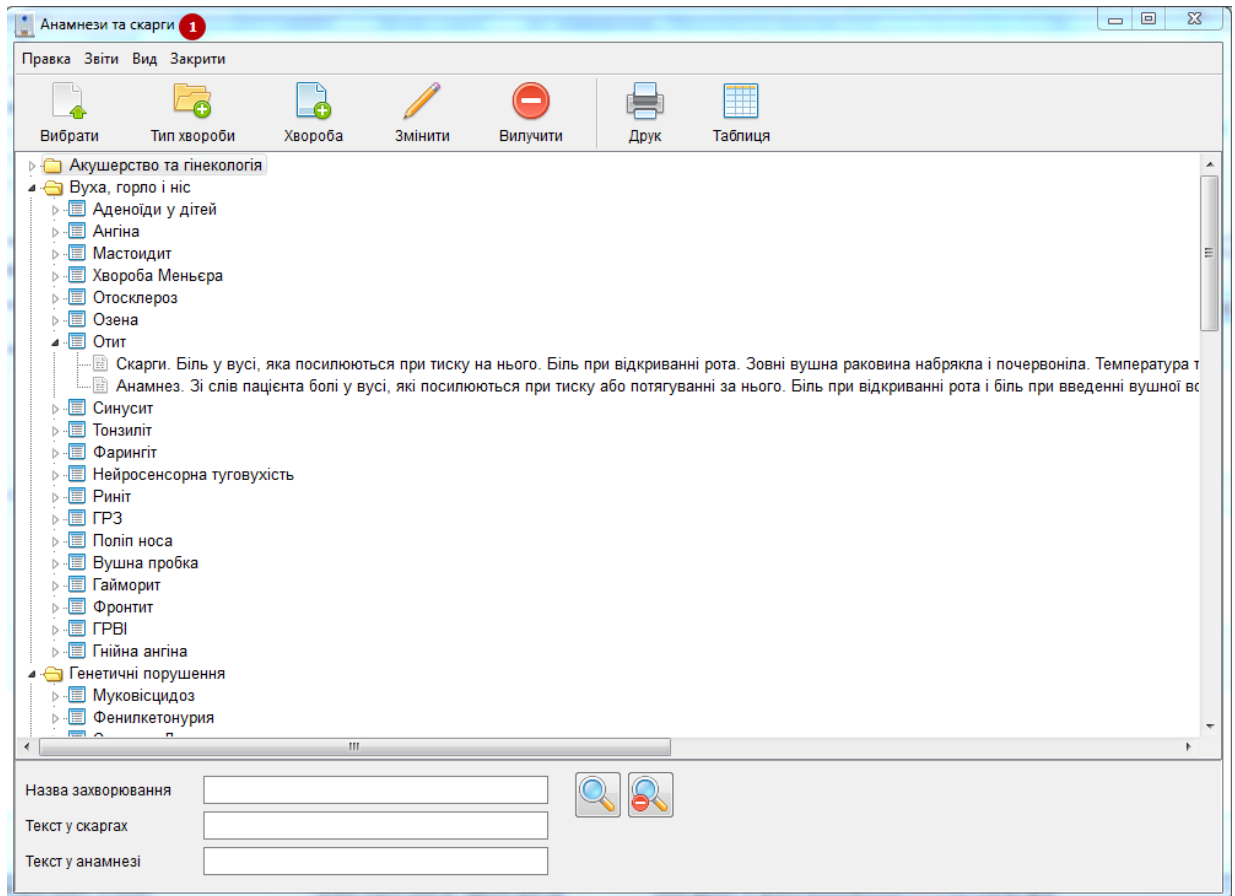 Анамнези та скарги 1
Правка Звіти Вид Закрити
Вибрати Тип хвороби Хвороба Змінити Вилучити Друк Таблиця
Акушерство та гінекологія
Вуха, горло і ніс
Аденоїди у дітей
Ангіна
Мастоидит
Хвороба Меньєра
Отосклероз
Озена
Отит
Скарги. Біль у вусі, яка посилюються при тиску на нього. Біль при відкриванні рота. Зовні вушна раковина набрякла і почервоніла. Температура
Анамнез. Зі слів пацієнта болі у вусі, які посилюються при тиску або потягуванні за нього. Біль при відкриванні рота і біль при введенні вушної
Синусит
Тонзиліт
Фарингіт
Нейросенсорна туговухість
Риніт
ГРЗ
Поліп носа
Вушна пробка
Гайморит
Фронтит
ГРВІ
Гнійна ангіна
Генетичні порушення
Муковісцидоз
Фенилкетонурия
Назва захворювання
Текст у скаргах
Текст у анамнезі